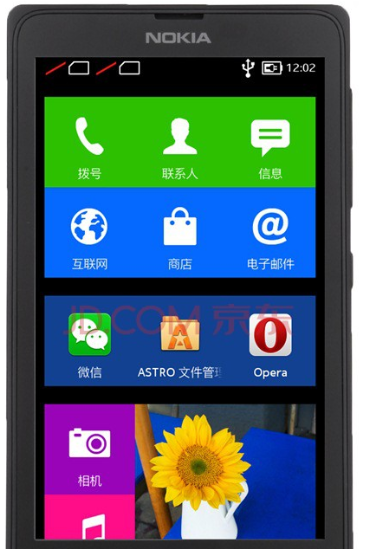 NOKIA
12:02
拨号
联系人
信息
互联网
商店
电子邮件
JD.COM 京东
微信
ASTRO 文件管理
Opera
相机